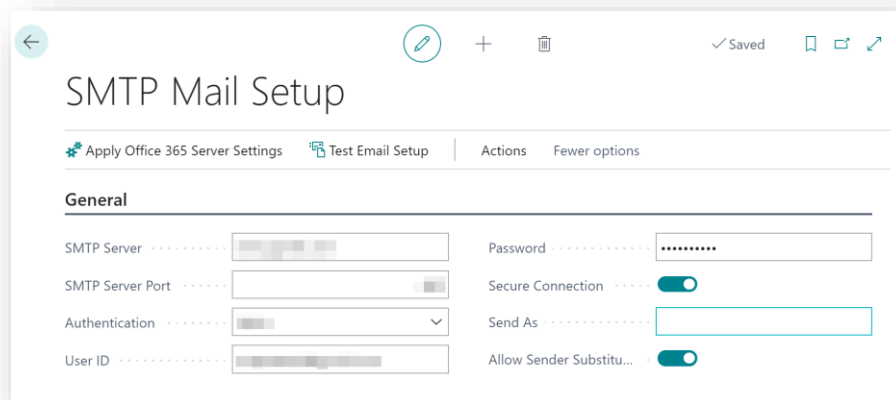 Saved
SMTP Mail Setup
Apply Office 365 Server Settings Test Email Setup Actions Fewer options
General
SMTP Server Password
SMTP Server Port Secure Connection
Authentication Send As
User ID Allow Sender Substitu...